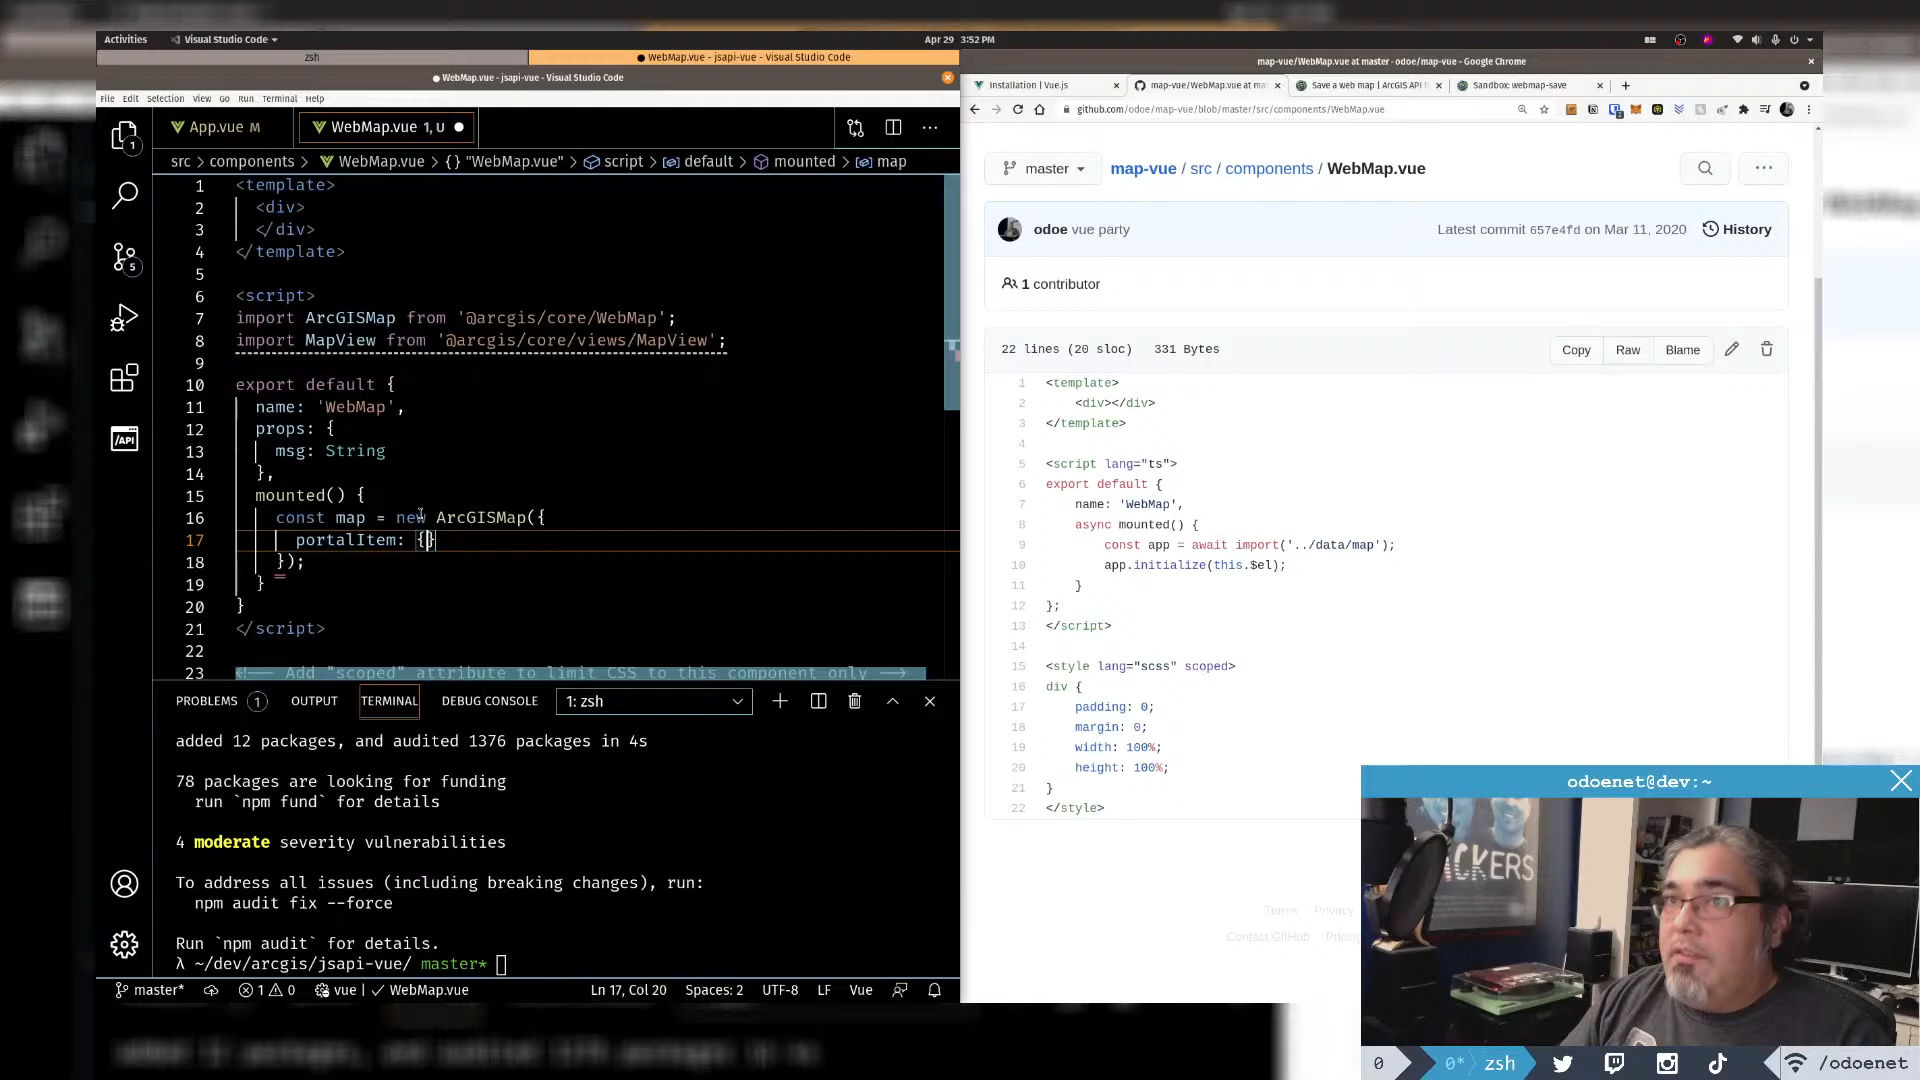 Activities
Visual Studio Code
Apr 29 3:52 PM
zsh
● WebMap.vue - jsapi-vue - Visual Studio Code
● WebMap.vue - jsapi-vue - Visual Studio Code
File Edit Selection View Go Run Terminal Help
App.vue M
WebMap.vue 1, U ●
src > components > WebMap.vue > {} "WebMap.vue" > script > default > mounted > map
1 <template>
2 <div>
3 </div>
4 </template>
5
6 <script>
7 import ArcGISMap from '@arcgis/core/WebMap';
8 import MapView from '@arcgis/core/views/MapView';
9
10 export default {
11 name: 'WebMap',
12 props: {
13 msg: String
14 },
15 mounted() {
16 const map = new ArcGISMap({
17 portalItem: {}
18 });
19 }
20 }
21 </script>
22
23 <!-- Add "scoped" attribute to limit CSS to this component only -->
1
5
/API
PROBLEMS 1 OUTPUT TERMINAL DEBUG CONSOLE 1: zsh
added 12 packages, and audited 1376 packages in 4s
78 packages are looking for funding
run `npm fund` for details
4 moderate severity vulnerabilities
To address all issues (including breaking changes), run:
npm audit fix --force
Run `npm audit` for details.
λ ~/dev/arcgis/jsapi-vue/ master*
master* 1 0 vue | ✓ WebMap.vue Ln 17, Col 20 Spaces: 2 UTF-8 LF Vue
map-vue/WebMap.vue at master · odoe/map-vue - Google Chrome
Installation | Vue.js
map-vue/WebMap.vue at mas
Save a web map | ArcGIS API f
Sandbox: webmap-save
github.com/odoe/map-vue/blob/master/src/components/WebMap.vue
master
map-vue / src / components / WebMap.vue
odoe vue party
Latest commit 657e4fd on Mar 11, 2020
History
1 contributor
22 lines (20 sloc) 331 Bytes
Copy Raw Blame
1 <template>
2 <div></div>
3 </template>
4
5 <script lang="ts">
6 export default {
7 name: 'WebMap',
8 async mounted() {
9 const app = await import('../data/map');
10 app.initialize(this.$el);
11 }
12 };
13 </script>
14
15 <style lang="scss" scoped>
16 div {
17 padding: 0;
18 margin: 0;
19 width: 100%;
20 height: 100%;
21 }
22 </style>
Terms Privacy
Contact GitHub Pricing
odoenet@dev:~
ACKERS
0 0* zsh /odoenet